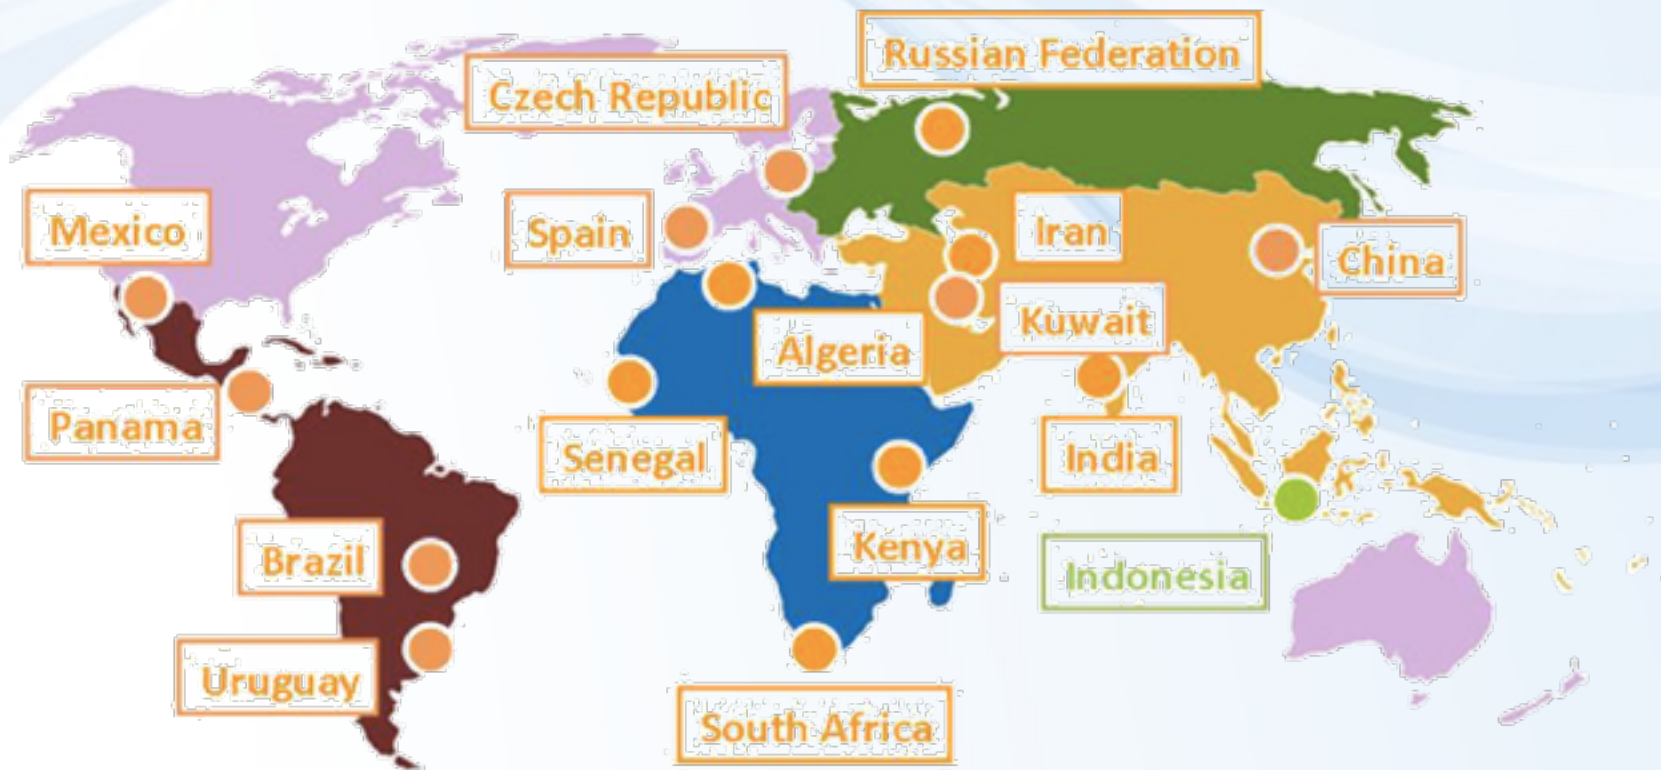 Russian Federation
Czech Republic
Mexico
Spain
Iran
China
Kuwait
Algeria
Panama
Senegal
India
Brazil
Kenya
Indonesia
Uruguay
South Africa